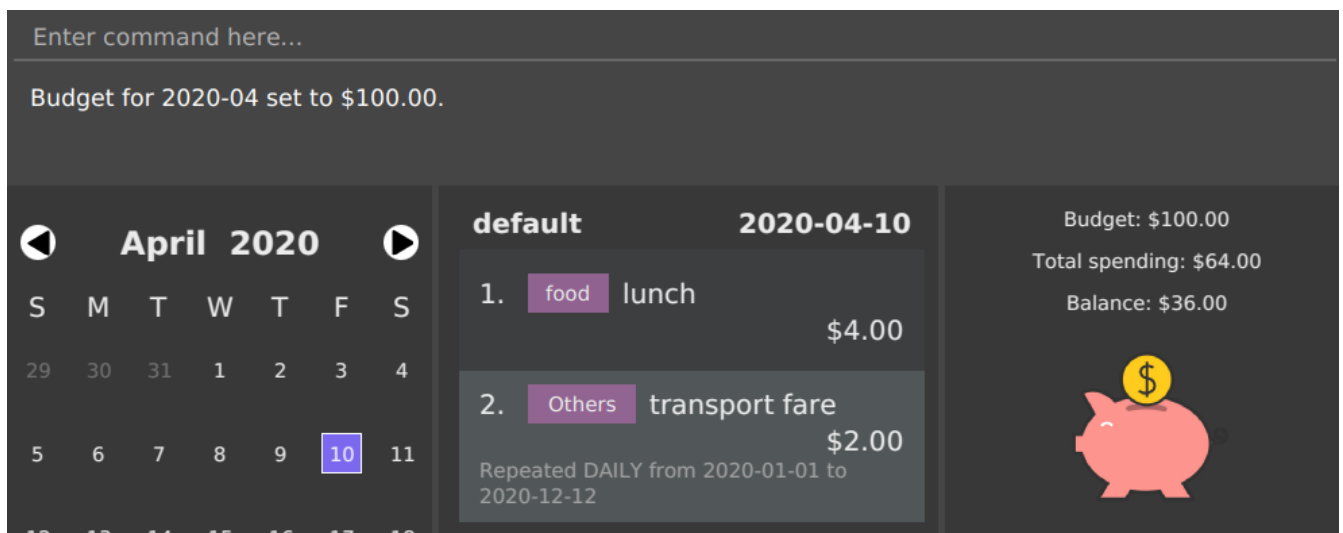 Enter command here...
Budget for 2020-04 set to $100.00.
April 2020
S M T W T F S
29 30 31 1 2 3 4
5 6 7 8 9 10 11
default 2020-04-10
1. food lunch
$4.00
2. Others transport fare
$2.00
Repeated DAILY from 2020-01-01 to
2020-12-12
Budget: $100.00
Total spending: $64.00
Balance: $36.00
$